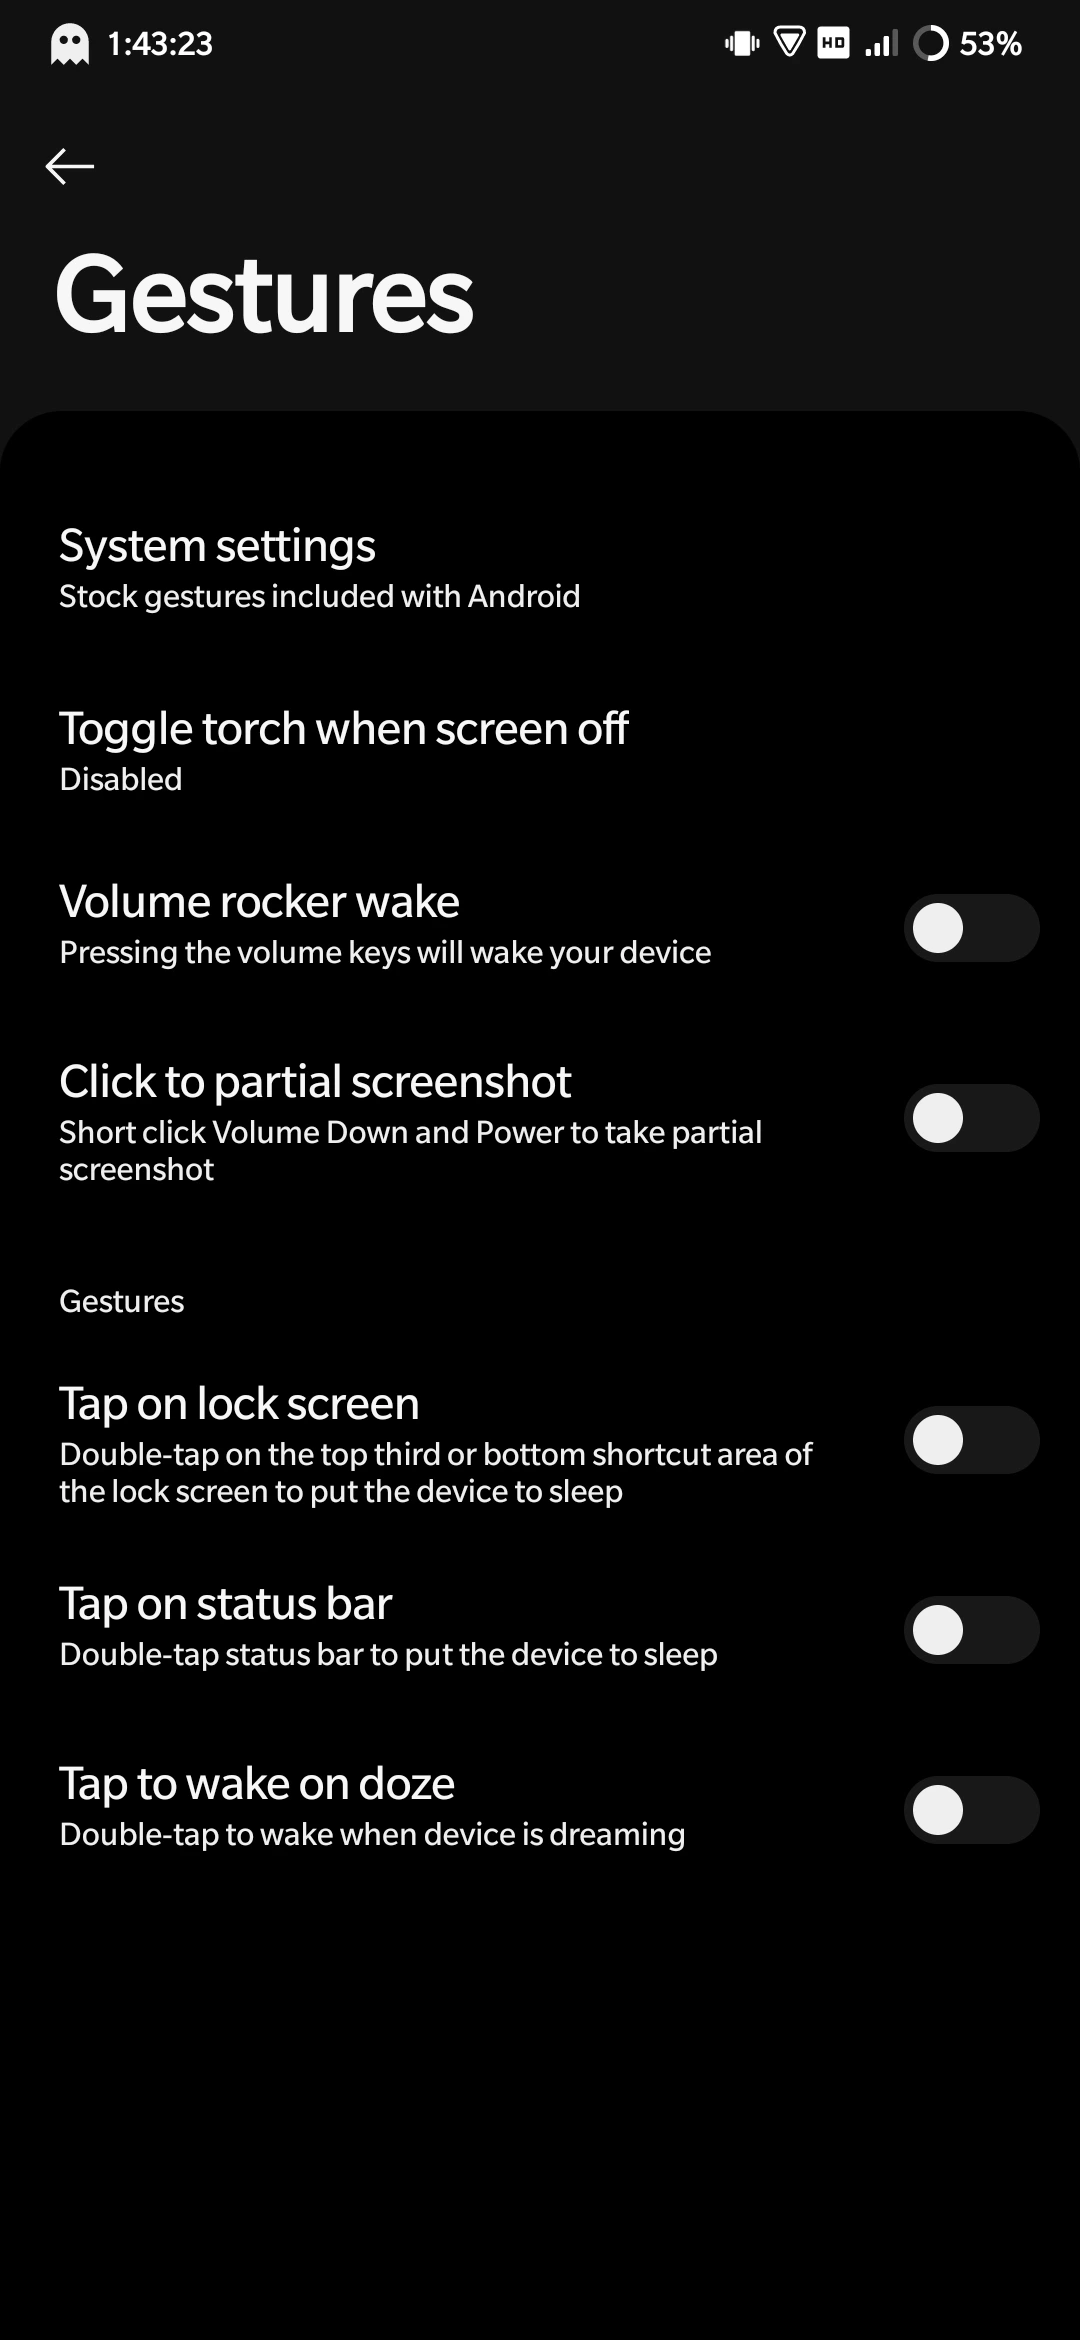 1:43:23
HD
53%
Gestures
System settings
Stock gestures included with Android
Toggle torch when screen off
Disabled
Volume rocker wake
Pressing the volume keys will wake your device
Click to partial screenshot
Short click Volume Down and Power to take partial
screenshot
Gestures
Tap on lock screen
Double-tap on the top third or bottom shortcut area of
the lock screen to put the device to sleep
Tap on status bar
Double-tap status bar to put the device to sleep
Tap to wake on doze
Double-tap to wake when device is dreaming